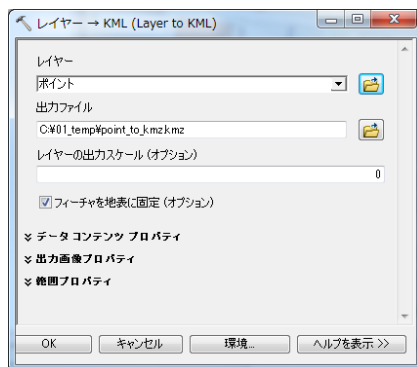 レイヤー → KML (Layer to KML)
レイヤー
ポイント
出力ファイル
C:¥01_temp¥point_to_kmz.kmz
レイヤーの出力スケール (オプション)
0
フィーチャを地表に固定 (オプション)
データ コンテンツ プロパティ
出力画像プロパティ
範囲プロパティ
OK キャンセル 環境... ヘルプを表示 >>